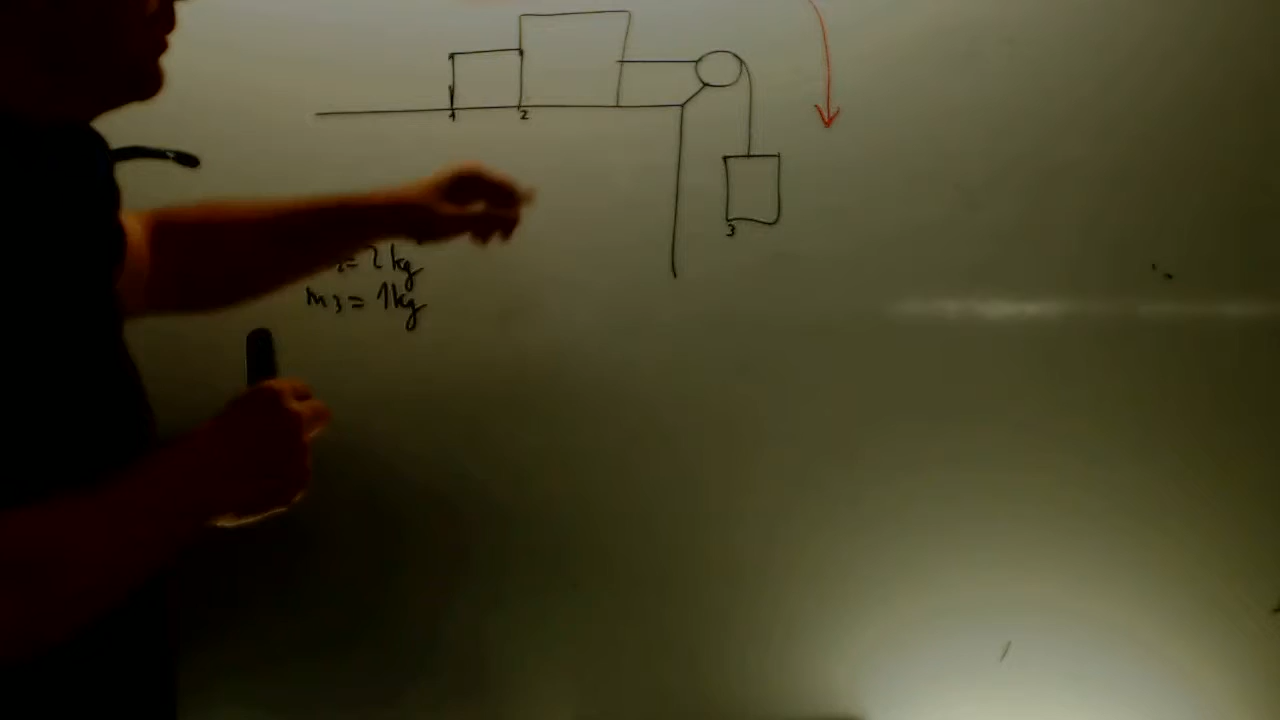 1 2
3
= 2 kg
m3 = 1kg